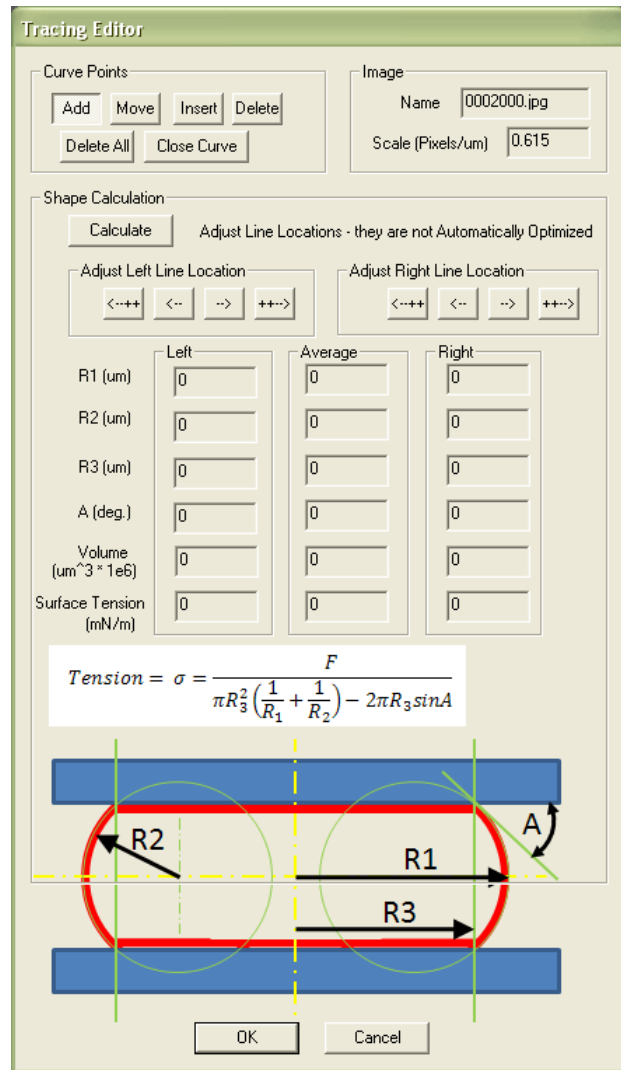 Tracing Editor
Curve Points
Add Move Insert Delete
Delete All Close Curve
Image
Name 0002000.jpg
Scale (Pixels/um) 0.615
Shape Calculation
Calculate Adjust Line Locations - they are not Automatically Optimized
Adjust Left Line Location
<--++ <-- --> ++-->
Adjust Right Line Location
<--++ <-- --> ++-->
Left Average Right
R1 (um) 0 0 0
R2 (um) 0 0 0
R3 (um) 0 0 0
A (deg.) 0 0 0
Volume
(um^3 * 1e6) 0 0 0
Surface Tension
(mN/m) 0 0 0
Tension = σ = F / (πR₃²(1/R₁ + 1/R₂) − 2πR₃sinA)
A
R2
R1
R3
OK Cancel